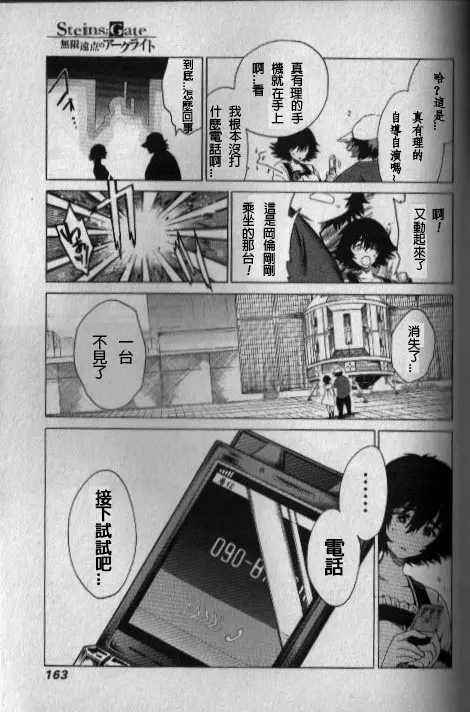 Steins;Gate
無限遠点のアークライト
哈？這是…
真有理的
自導自演嗎？
真有理的手
機就在手上
啊…看
我根本沒打
什麼電話啊…
到底…怎麼回事
啊！
又動起來了
這是岡倫剛剛
乘坐的那台！
消失了…
一台
不見了
……
電話
接下試試吧…
163